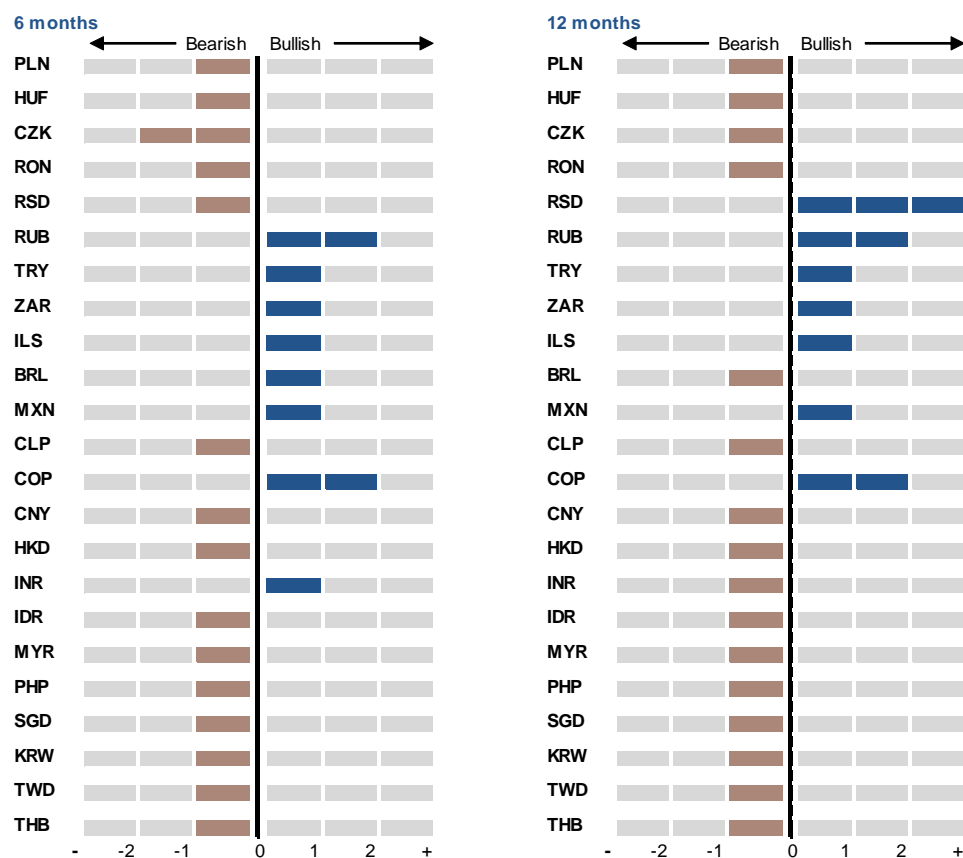 6 months
Bearish Bullish
PLN
HUF
CZK
RON
RSD
RUB
TRY
ZAR
ILS
BRL
MXN
CLP
COP
CNY
HKD
INR
IDR
MYR
PHP
SGD
KRW
TWD
THB
- -2 -1 0 1 2 +
12 months
Bearish Bullish
PLN
HUF
CZK
RON
RSD
RUB
TRY
ZAR
ILS
BRL
MXN
CLP
COP
CNY
HKD
INR
IDR
MYR
PHP
SGD
KRW
TWD
THB
- -2 -1 0 1 2 +